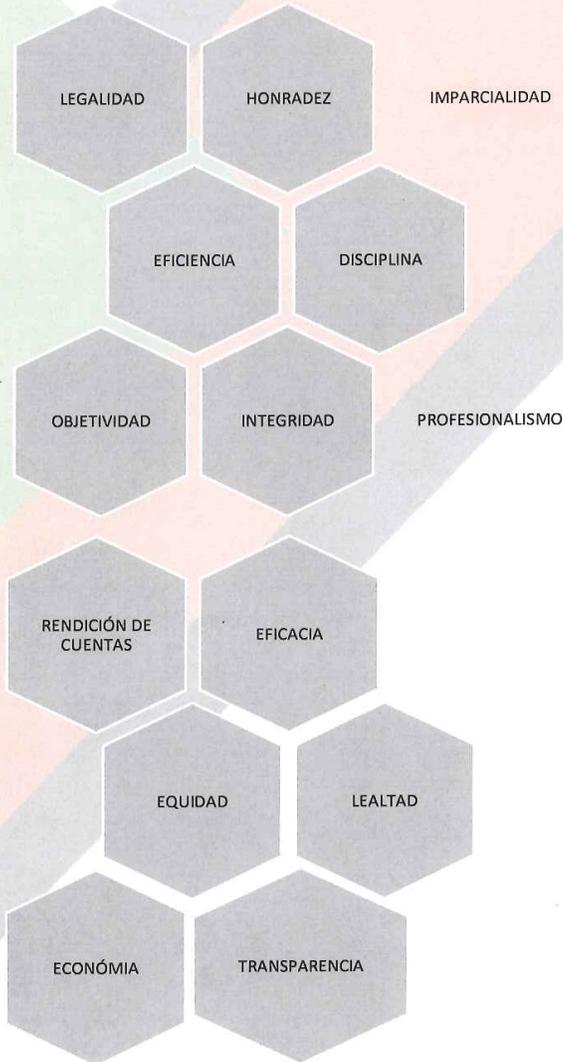 LEGALIDAD
HONRADEZ
IMPARCIALIDAD
EFICIENCIA
DISCIPLINA
OBJETIVIDAD
INTEGRIDAD
PROFESIONALISMO
RENDICIÓN DE
CUENTAS
EFICACIA
EQUIDAD
LEALTAD
ECONÓMIA
TRANSPARENCIA